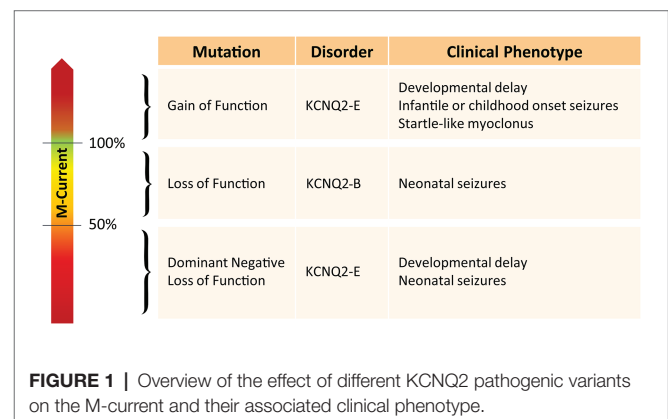 Mutation Disorder Clinical Phenotype
Gain of Function KCNQ2-E
Developmental delay
Infantile or childhood onset seizures
Startle-like myoclonus
100%
Loss of Function KCNQ2-B Neonatal seizures
M-Current
50%
Dominant Negative
Loss of Function
KCNQ2-E
Developmental delay
Neonatal seizures
FIGURE 1 | Overview of the effect of different KCNQ2 pathogenic variants
on the M-current and their associated clinical phenotype.